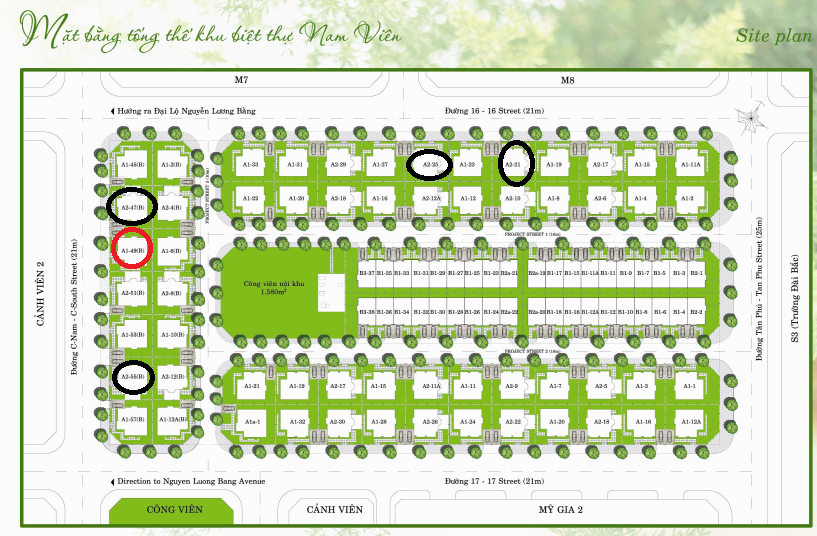 Mặt bằng tổng thể khu biệt thự Nam Viên
Site plan
M7
M8
Hướng ra Đại Lộ Nguyễn Lương Bằng
Đường 16 - 16 Street (21m)
A1-45(B) A1-2(B)
A2-47(B) A2-4(B)
A1-49(B) A1-6(B)
A2-51(B) A2-8(B)
A1-53(B) A1-10(B)
A2-55(B) A2-12(B)
A1-57(B) A1-12A(B)
A1-33 A1-31 A2-29 A1-27 A2-25 A1-23 A2-21 A1-19 A2-17 A1-15 A1-11A
A1-22 A1-20 A2-18 A1-16 A2-12A A1-12 A2-10 A1-8 A2-6 A1-4 A1-2
PROJECT STREET 1 (18m)
Công viên nội khu
1.580m²
B3-37 B1-35 B1-33 B1-31 B1-29 B1-27 B1-25 B1-23 B2a-21 B2a-19 B1-17 B1-15 B1-11A B1-11 B1-9 B1-7 B1-5 B1-3 B2-1
B3-38 B1-36 B1-34 B1-32 B1-30 B1-28 B1-26 B1-24 B2a-22 B2a-20 B1-18 B1-16 B1-12A B1-12 B1-10 B1-8 B1-6 B1-4 B2-2
PROJECT STREET 2 (18m)
A1-21 A1-19 A2-17 A1-15 A2-11A A1-11 A2-9 A1-7 A2-5 A1-3 A1-1
A1a-1 A1-32 A2-30 A1-28 A2-26 A1-24 A2-22 A1-20 A2-18 A1-16 A1-12A
CẢNH VIÊN 2
Đường C-Nam - C-South Street (21m)
Đường Tân Phú - Tan Phu Street (25m)
S3 (Trường Đài Bắc)
Direction to Nguyen Luong Bang Avenue
Đường 17 - 17 Street (21m)
CÔNG VIÊN
CẢNH VIÊN
MỸ GIA 2